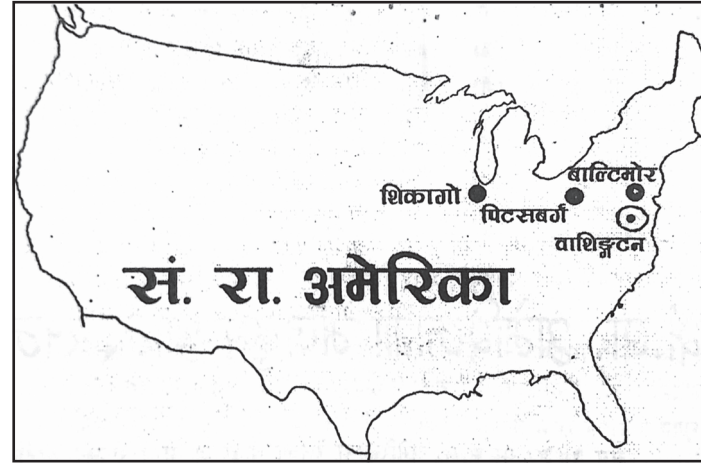 बाल्टिमोर
शिकागो
पिटसबर्ग
वाशिङ्गटन
सं. रा. अमेरिका